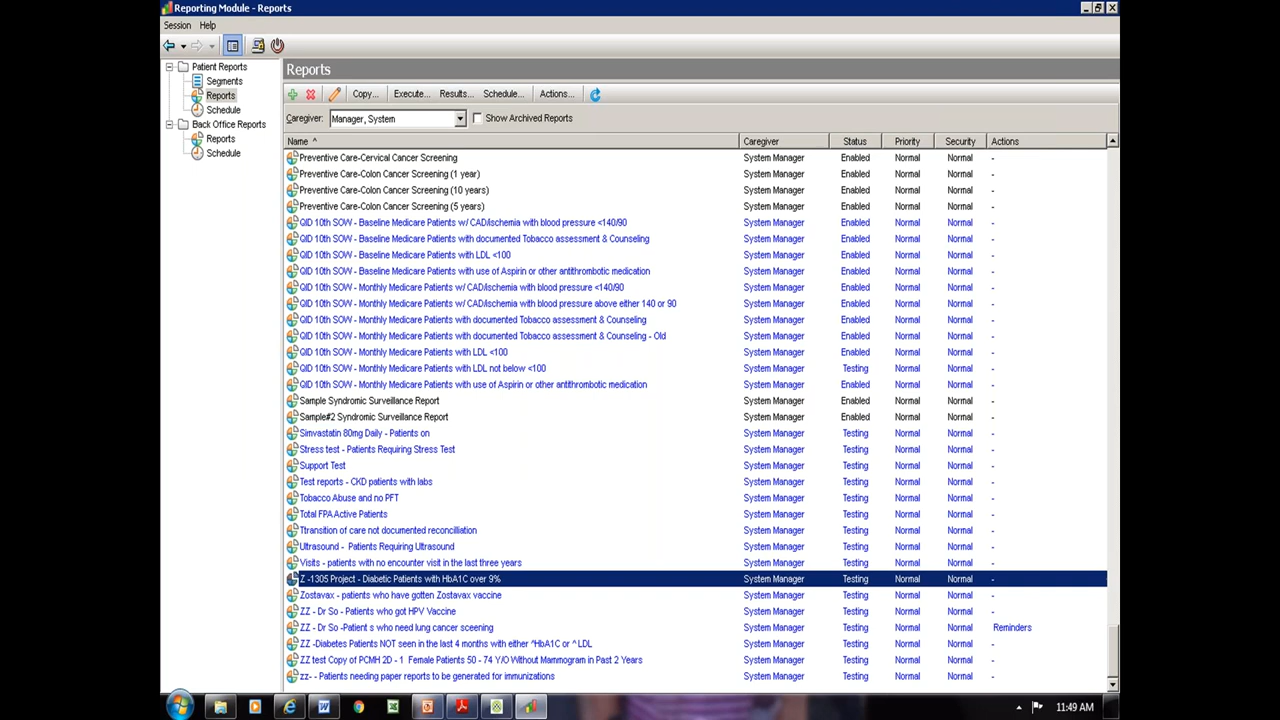 Reporting Module - Reports
Session Help
Patient Reports
Segments
Reports
Schedule
Back Office Reports
Reports
Schedule
Reports
Copy... Execute... Results... Schedule... Actions...
Caregiver: Manager, System Show Archived Reports
Name ^ Caregiver Status Priority Security Actions
Preventive Care-Cervical Cancer Screening System Manager Enabled Normal Normal -
Preventive Care-Colon Cancer Screening (1 year) System Manager Enabled Normal Normal -
Preventive Care-Colon Cancer Screening (10 years) System Manager Enabled Normal Normal -
Preventive Care-Colon Cancer Screening (5 years) System Manager Enabled Normal Normal -
QID 10th SOW - Baseline Medicare Patients w/ CAD/ischemia with blood pressure <140/90 System Manager Enabled Normal Normal -
QID 10th SOW - Baseline Medicare Patients with documented Tobacco assessment & Counseling System Manager Enabled Normal Normal -
QID 10th SOW - Baseline Medicare Patients with LDL <100 System Manager Enabled Normal Normal -
QID 10th SOW - Baseline Medicare Patients with use of Aspirin or other antithrombotic medication System Manager Enabled Normal Normal -
QID 10th SOW - Monthly Medicare Patients w/ CAD/ischemia with blood pressure <140/90 System Manager Enabled Normal Normal -
QID 10th SOW - Monthly Medicare Patients w/ CAD/ischemia with blood pressure above either 140 or 90 System Manager Enabled Normal Normal -
QID 10th SOW - Monthly Medicare Patients with documented Tobacco assessment & Counseling System Manager Enabled Normal Normal -
QID 10th SOW - Monthly Medicare Patients with documented Tobacco assessment & Counseling - Old System Manager Enabled Normal Normal -
QID 10th SOW - Monthly Medicare Patients with LDL <100 System Manager Enabled Normal Normal -
QID 10th SOW - Monthly Medicare Patients with LDL not below <100 System Manager Testing Normal Normal -
QID 10th SOW - Monthly Medicare Patients with use of Aspirin or other antithrombotic medication System Manager Enabled Normal Normal -
Sample Syndromic Surveillance Report System Manager Enabled Normal Normal -
Sample#2 Syndromic Surveillance Report System Manager Enabled Normal Normal -
Simvastatin 80mg Daily - Patients on System Manager Testing Normal Normal -
Stress test - Patients Requiring Stress Test System Manager Testing Normal Normal -
Support Test System Manager Testing Normal Normal -
Test reports - CKD patients with labs System Manager Testing Normal Normal -
Tobacco Abuse and no PFT System Manager Testing Normal Normal -
Total FPA Active Patients System Manager Testing Normal Normal -
Ttransition of care not documented reconcilliation System Manager Testing Normal Normal -
Ultrasound - Patients Requiring Ultrasound System Manager Testing Normal Normal -
Visits - patients with no encounter visit in the last three years System Manager Testing Normal Normal -
Z -1305 Project - Diabetic Patients with HbA1C over 9% System Manager Testing Normal Normal -
Zostavax - patients who have gotten Zostavax vaccine System Manager Testing Normal Normal -
ZZ - Dr So - Patients who got HPV Vaccine System Manager Testing Normal Normal -
ZZ - Dr So -Patient s who need lung cancer sceening System Manager Testing Normal Normal Reminders
ZZ -Diabetes Patients NOT seen in the last 4 months with either ^HbA1C or ^ LDL System Manager Testing Normal Normal -
ZZ test Copy of PCMH 2D - 1 Female Patients 50 - 74 Y/O Without Mammogram in Past 2 Years System Manager Testing Normal Normal -
zz- - Patients needing paper reports to be generated for immunizations System Manager Testing Normal Normal -
11:49 AM